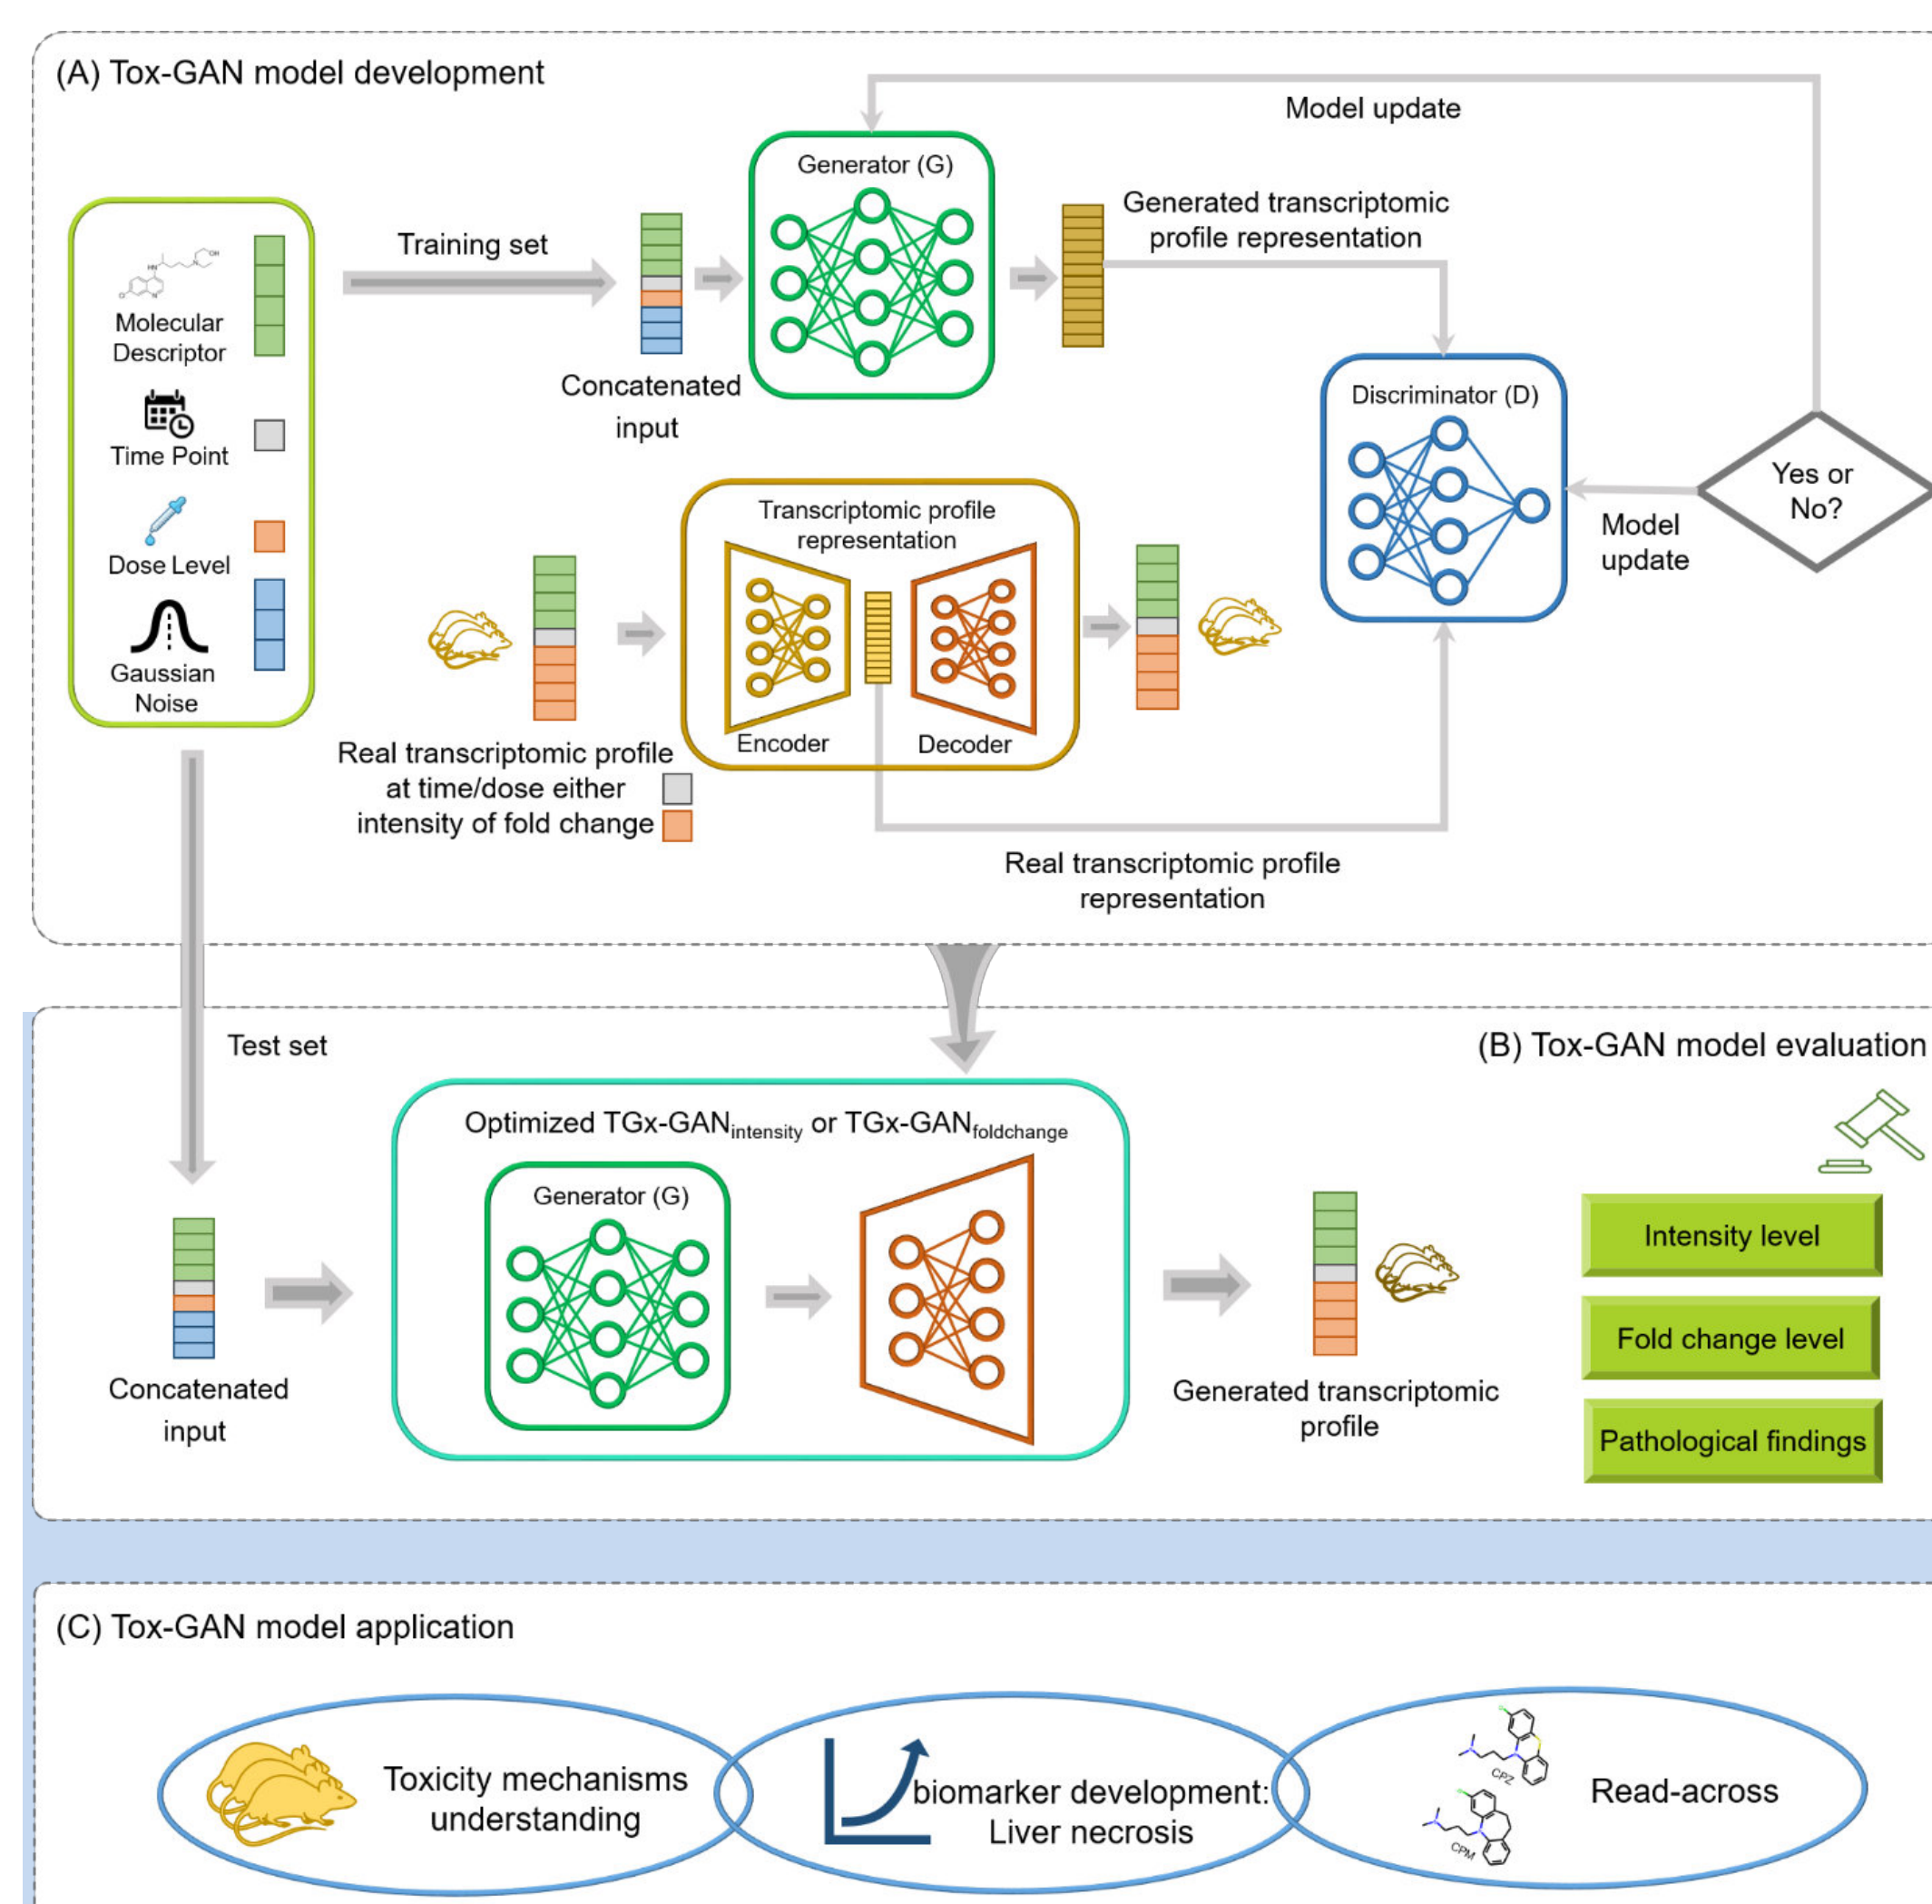 (A) Tox-GAN model development
Model update
Generator (G)
Generated transcriptomic
profile representation
Training set
HN
N
OH
Cl
N
Molecular
Descriptor
Time Point
Dose Level
Gaussian
Noise
Concatenated
input
Discriminator (D)
Yes or
No?
Model
update
Transcriptomic profile
representation
Encoder
Decoder
Real transcriptomic profile
at time/dose either
intensity of fold change
Real transcriptomic profile
representation
Test set
(B) Tox-GAN model evaluation
Optimized TGx-GANintensity or TGx-GANfoldchange
Generator (G)
Concatenated
input
Generated transcriptomic
profile
Intensity level
Fold change level
Pathological findings
(C) Tox-GAN model application
Toxicity mechanisms
understanding
biomarker development:
Liver necrosis
CPZ
CPM
Read-across